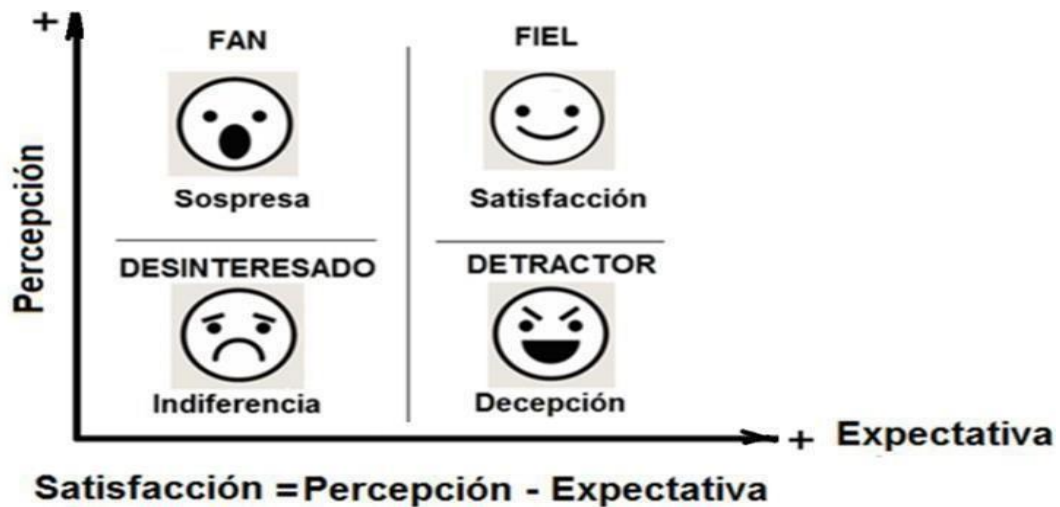 +
FAN
FIEL
Percepción
Sospresa
Satisfacción
DESINTERESADO
DETRACTOR
Indiferencia
Decepción
+ Expectativa
Satisfacción = Percepción - Expectativa